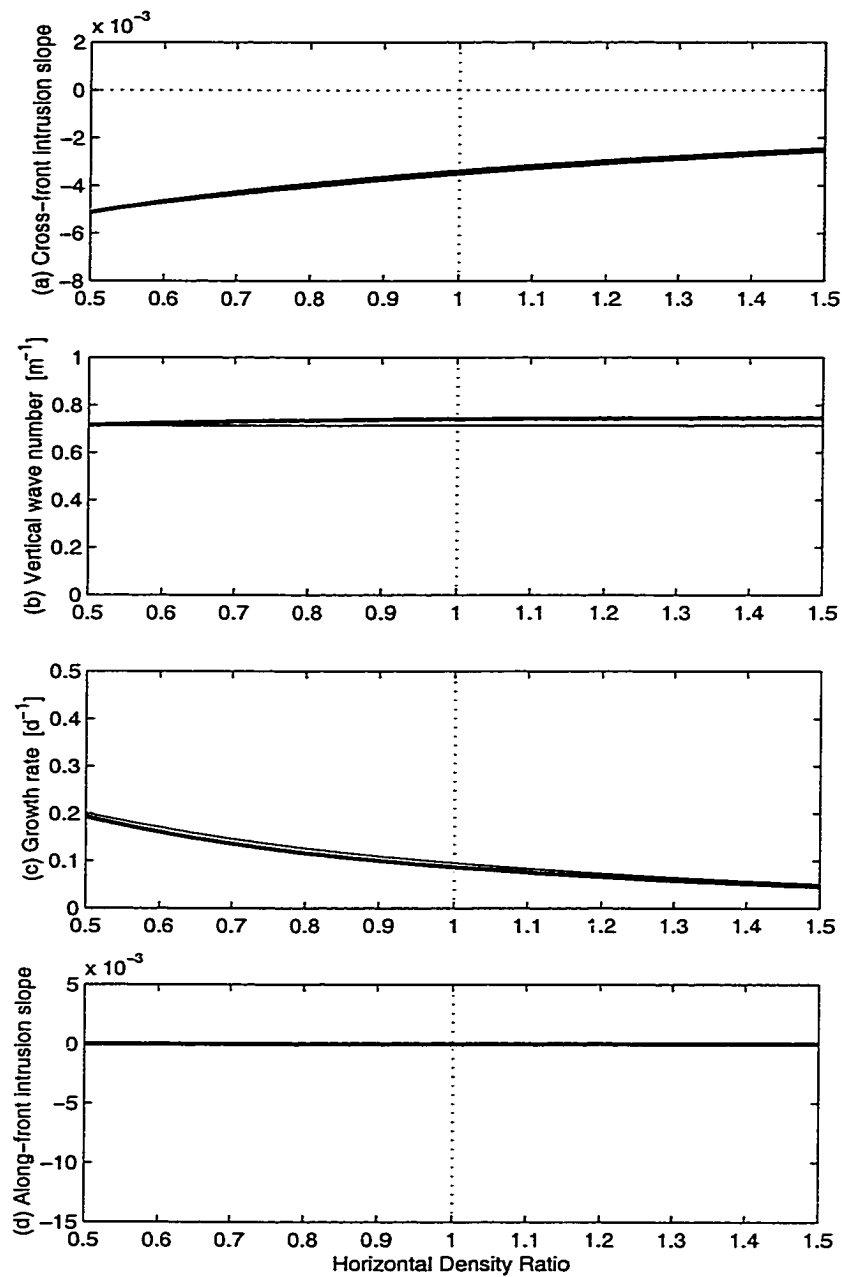 x 10⁻³
(a) Cross-front intrusion slope
2
0
-2
-4
-6
-8
0.5 0.6 0.7 0.8 0.9 1 1.1 1.2 1.3 1.4 1.5
(b) Vertical wave number [m⁻¹]
1
0.8
0.6
0.4
0.2
0
0.5 0.6 0.7 0.8 0.9 1 1.1 1.2 1.3 1.4 1.5
(c) Growth rate [d⁻¹]
0.5
0.4
0.3
0.2
0.1
0
0.5 0.6 0.7 0.8 0.9 1 1.1 1.2 1.3 1.4 1.5
x 10⁻³
(d) Along-front intrusion slope
5
0
-5
-10
-15
0.5 0.6 0.7 0.8 0.9 1 1.1 1.2 1.3 1.4 1.5
Horizontal Density Ratio